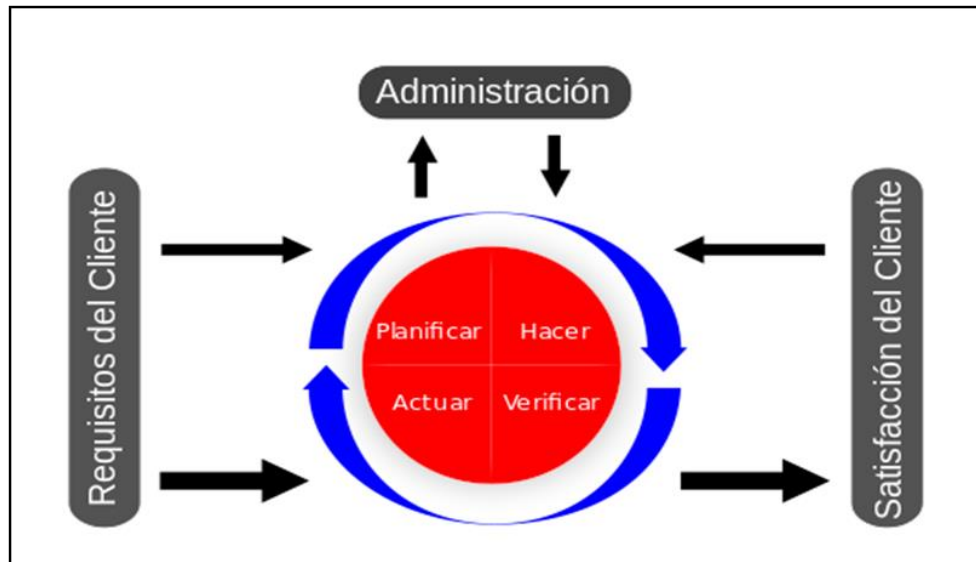 Administración
Requisitos del Cliente
Planificar
Hacer
Actuar
Verificar
Satisfacción del Cliente